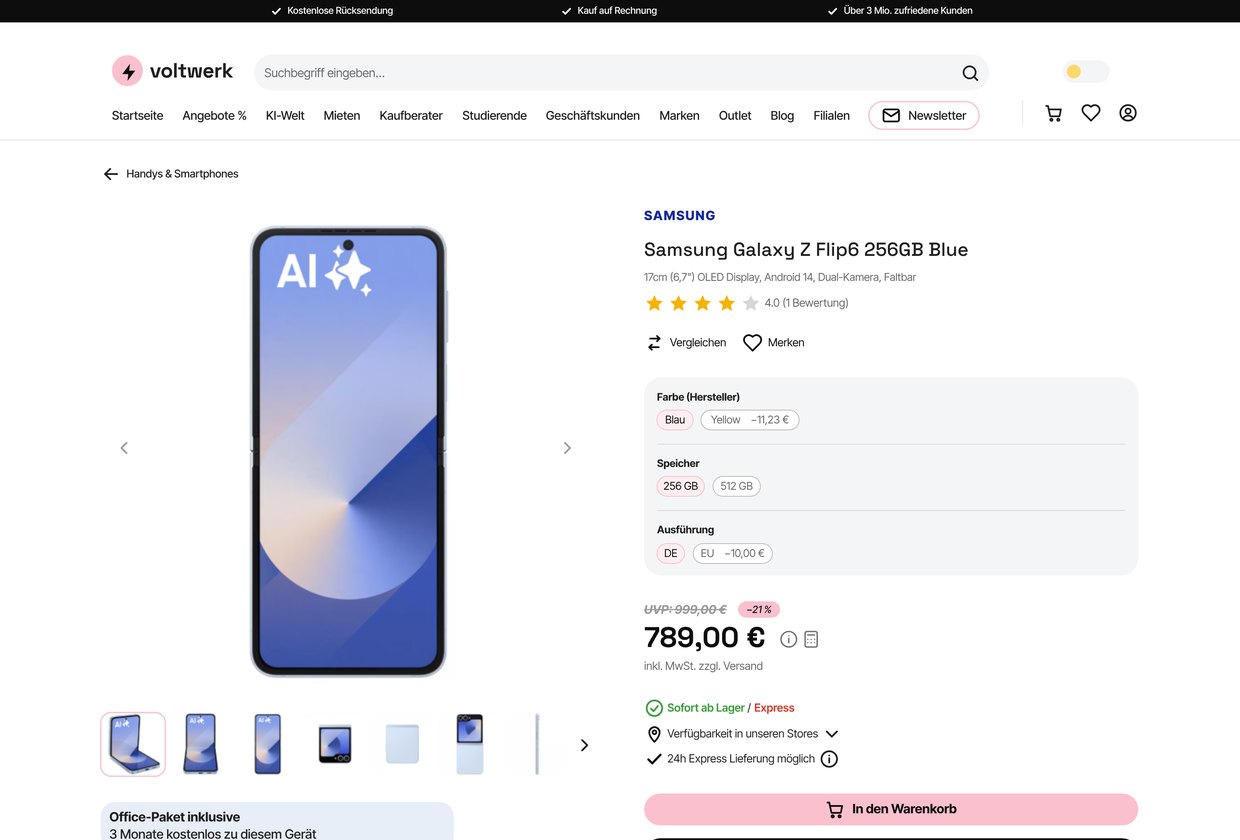 Kostenlose Rücksendung
Kauf auf Rechnung
Über 3 Mio. zufriedene Kunden
voltwerk
Suchbegriff eingeben...
Startseite
Angebote %
KI-Welt
Mieten
Kaufberater
Studierende
Geschäftskunden
Marken
Outlet
Blog
Filialen
Newsletter
Handys & Smartphones
AI
SAMSUNG
Samsung Galaxy Z Flip6 256GB Blue
17cm (6,7") OLED Display, Android 14, Dual-Kamera, Faltbar
4.0 (1 Bewertung)
Vergleichen
Merken
Farbe (Hersteller)
Blau
Yellow −11,23 €
Speicher
256 GB
512 GB
Ausführung
DE
EU −10,00 €
UVP: 999,00 €
−21 %
789,00 €
inkl. MwSt. zzgl. Versand
Sofort ab Lager / Express
Verfügbarkeit in unseren Stores
24h Express Lieferung möglich
In den Warenkorb
AI
AI
AI
Office-Paket inklusive
3 Monate kostenlos zu diesem Gerät